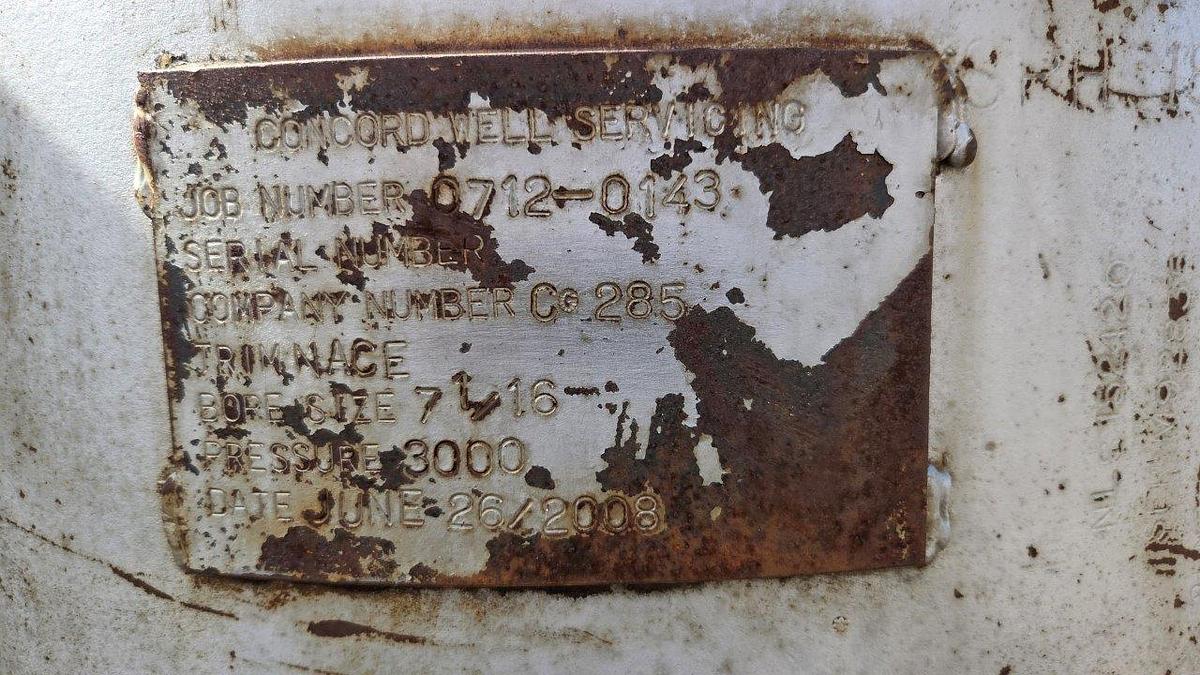 CONCORD WELL SERVICING
JOB NUMBER 0712-0143
SERIAL NUMBER
COMPANY NUMBER Co 285
TRIM NACE
BORE SIZE 7 1/16-
PRESSURE 3000
DATE JUNE 26/2008